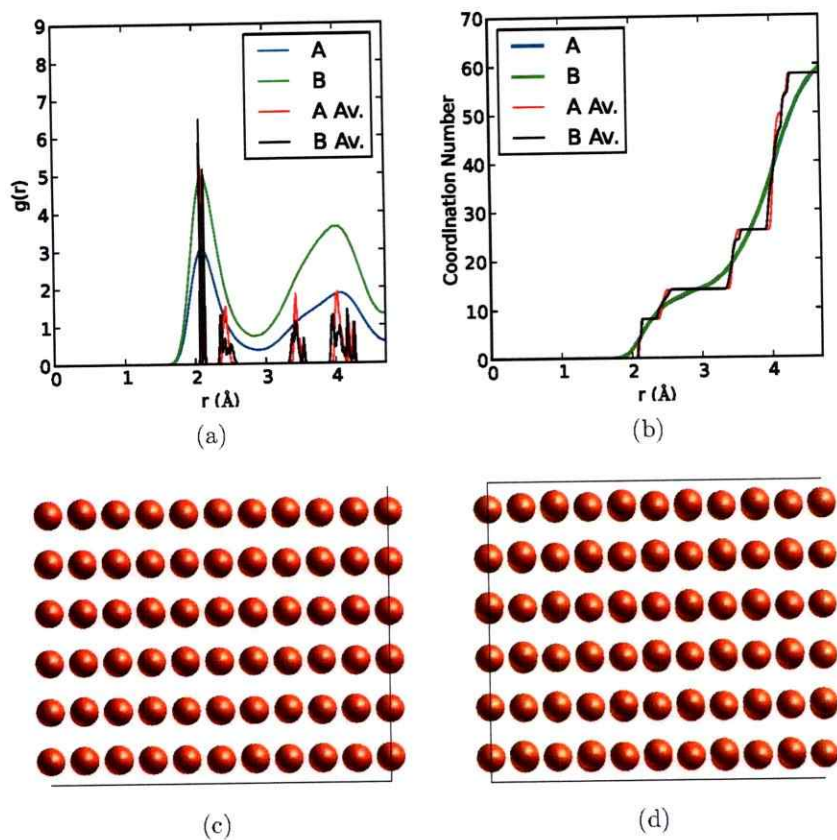 9
8
7
6
5
4
3
2
1
0
g(r)
A
B
A Av.
B Av.
0 1 2 3 4
r (Å)
(a)
70
60
50
40
30
20
10
0
Coordination Number
A
B
A Av.
B Av.
0 1 2 3 4
r (Å)
(b)
(c)
(d)